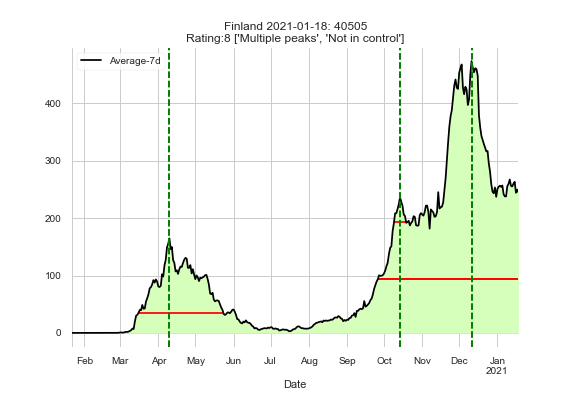 Finland 2021-01-18: 40505
Rating:8 ['Multiple peaks', 'Not in control']
Average-7d
400
300
200
100
0
Feb Mar Apr May Jun Jul Aug Sep Oct Nov Dec Jan
2021
Date